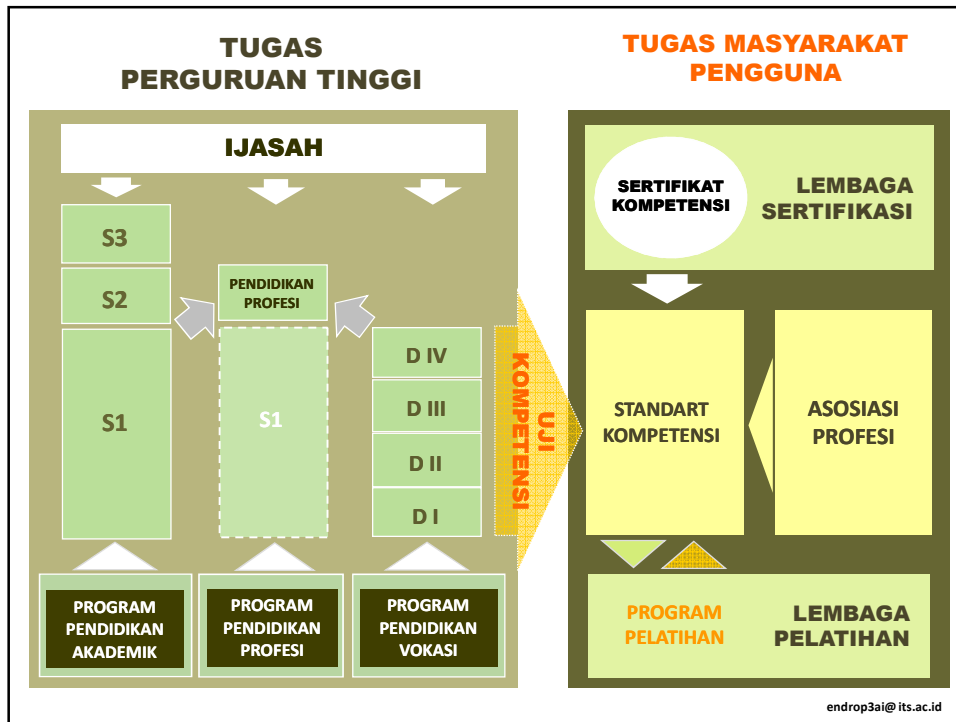 TUGAS
PERGURUAN TINGGI
IJASAH
S3
S2
S1
PENDIDIKAN
PROFESI
S1
D IV
D III
D II
D I
PROGRAM
PENDIDIKAN
AKADEMIK
PROGRAM
PENDIDIKAN
PROFESI
PROGRAM
PENDIDIKAN
VOKASI
UJI
KOMPETENSI
TUGAS MASYARAKAT
PENGGUNA
SERTIFIKAT
KOMPETENSI
LEMBAGA
SERTIFIKASI
STANDART
KOMPETENSI
ASOSIASI
PROFESI
PROGRAM
PELATIHAN
LEMBAGA
PELATIHAN
endrop3ai@its.ac.id